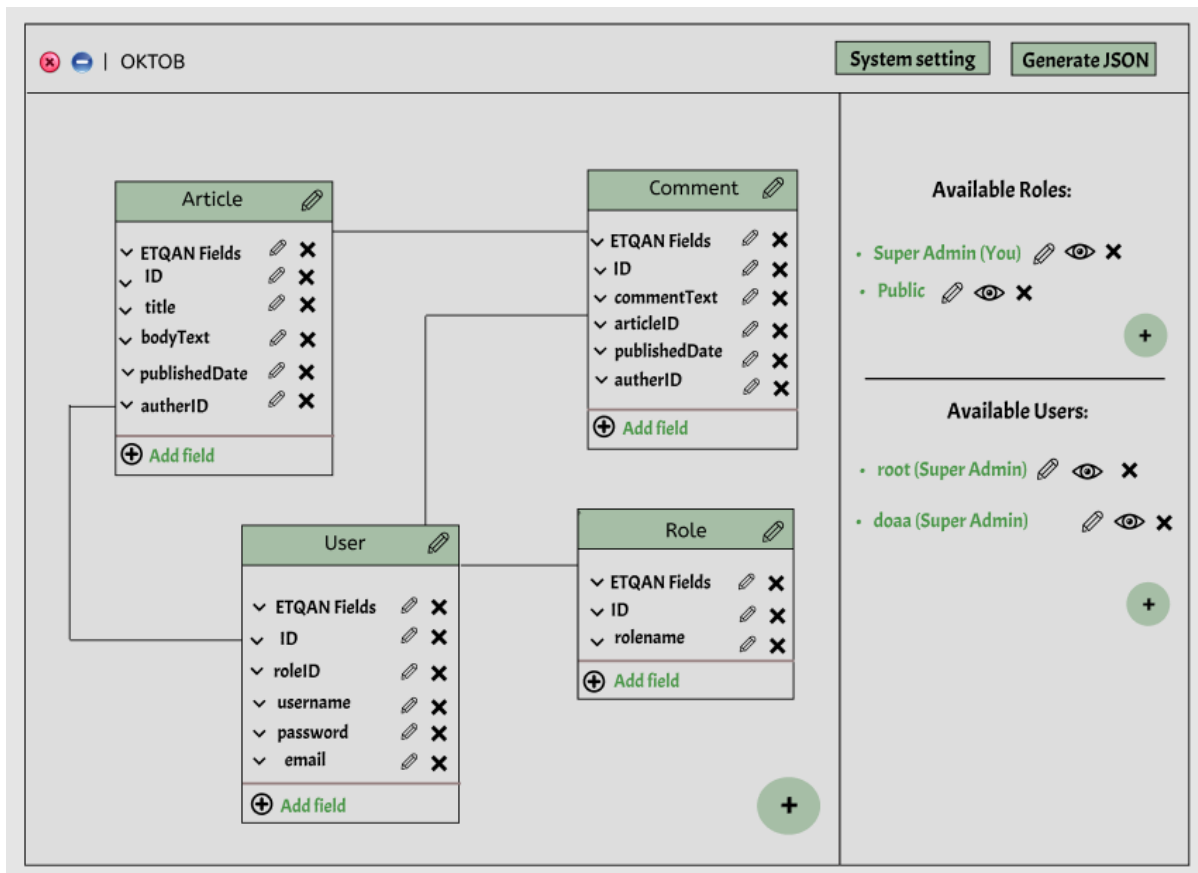 | OKTOB
System setting
Generate JSON
Article
ETQAN Fields
ID
title
bodyText
publishedDate
autherID
Add field
Comment
ETQAN Fields
ID
commentText
articleID
publishedDate
autherID
Add field
User
ETQAN Fields
ID
roleID
username
password
email
Add field
Role
ETQAN Fields
ID
rolename
Add field
+
Available Roles:
• Super Admin (You)
• Public
+
Available Users:
• root (Super Admin)
• doaa (Super Admin)
+